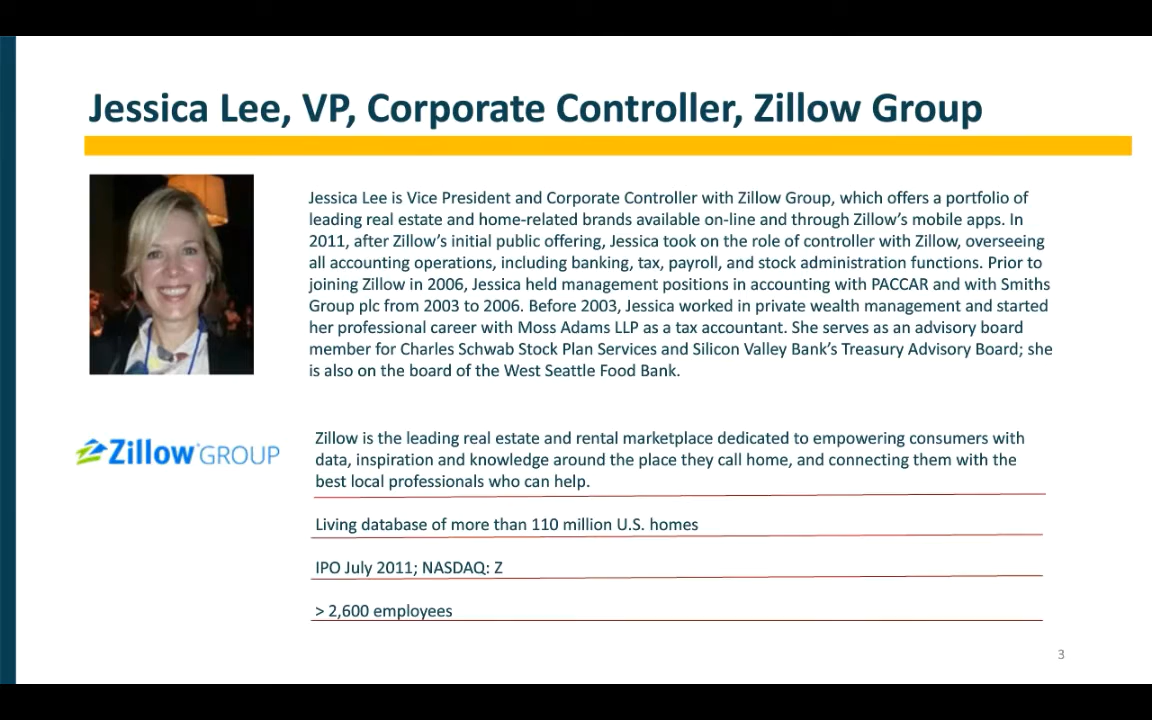 Jessica Lee, VP, Corporate Controller, Zillow Group
Jessica Lee is Vice President and Corporate Controller with Zillow Group, which offers a portfolio of
leading real estate and home-related brands available on-line and through Zillow’s mobile apps. In
2011, after Zillow’s initial public offering, Jessica took on the role of controller with Zillow, overseeing
all accounting operations, including banking, tax, payroll, and stock administration functions. Prior to
joining Zillow in 2006, Jessica held management positions in accounting with PACCAR and with Smiths
Group plc from 2003 to 2006. Before 2003, Jessica worked in private wealth management and started
her professional career with Moss Adams LLP as a tax accountant. She serves as an advisory board
member for Charles Schwab Stock Plan Services and Silicon Valley Bank’s Treasury Advisory Board; she
is also on the board of the West Seattle Food Bank.
Zillow® GROUP
Zillow is the leading real estate and rental marketplace dedicated to empowering consumers with
data, inspiration and knowledge around the place they call home, and connecting them with the
best local professionals who can help.
Living database of more than 110 million U.S. homes
IPO July 2011; NASDAQ: Z
> 2,600 employees
3